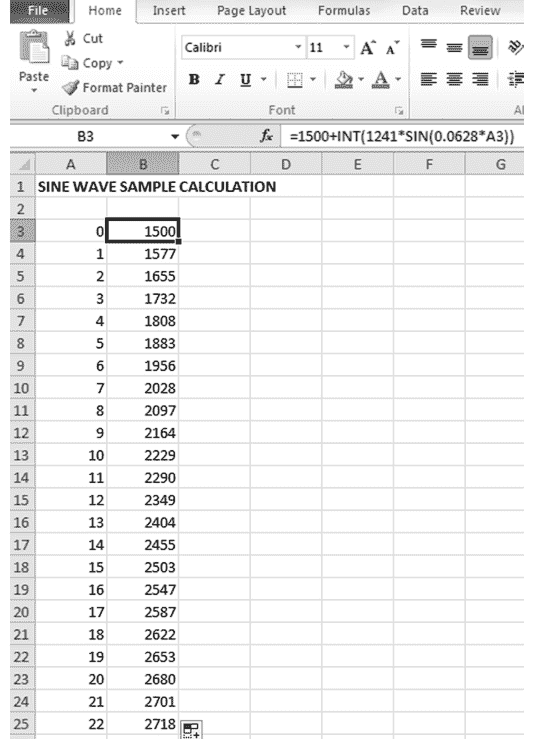 File Home Insert Page Layout Formulas Data Review
Cut
Copy
Format Painter
Paste
Clipboard
Calibri 11 A A
B I U A
Font
B3 fx =1500+INT(1241*SIN(0.0628*A3))
A B C D E F G
1 SINE WAVE SAMPLE CALCULATION
2
3 0 1500
4 1 1577
5 2 1655
6 3 1732
7 4 1808
8 5 1883
9 6 1956
10 7 2028
11 8 2097
12 9 2164
13 10 2229
14 11 2290
15 12 2349
16 13 2404
17 14 2455
18 15 2503
19 16 2547
20 17 2587
21 18 2622
22 19 2653
23 20 2680
24 21 2701
25 22 2718